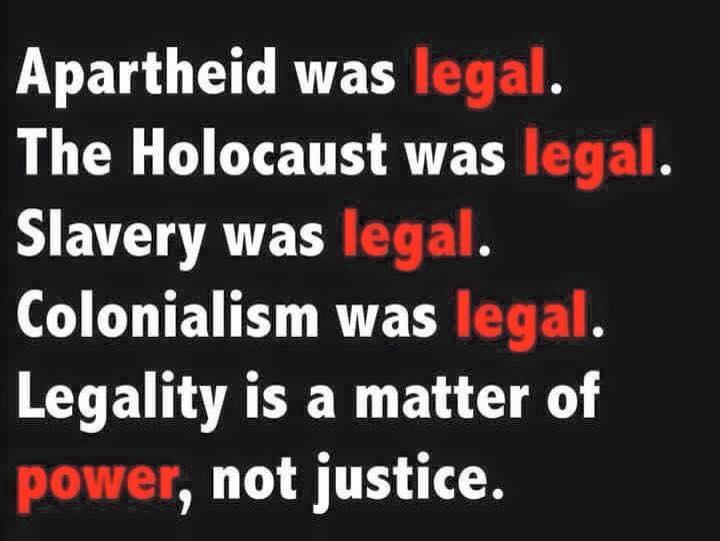 Apartheid was legal.
The Holocaust was legal.
Slavery was legal.
Colonialism was legal.
Legality is a matter of
power, not justice.